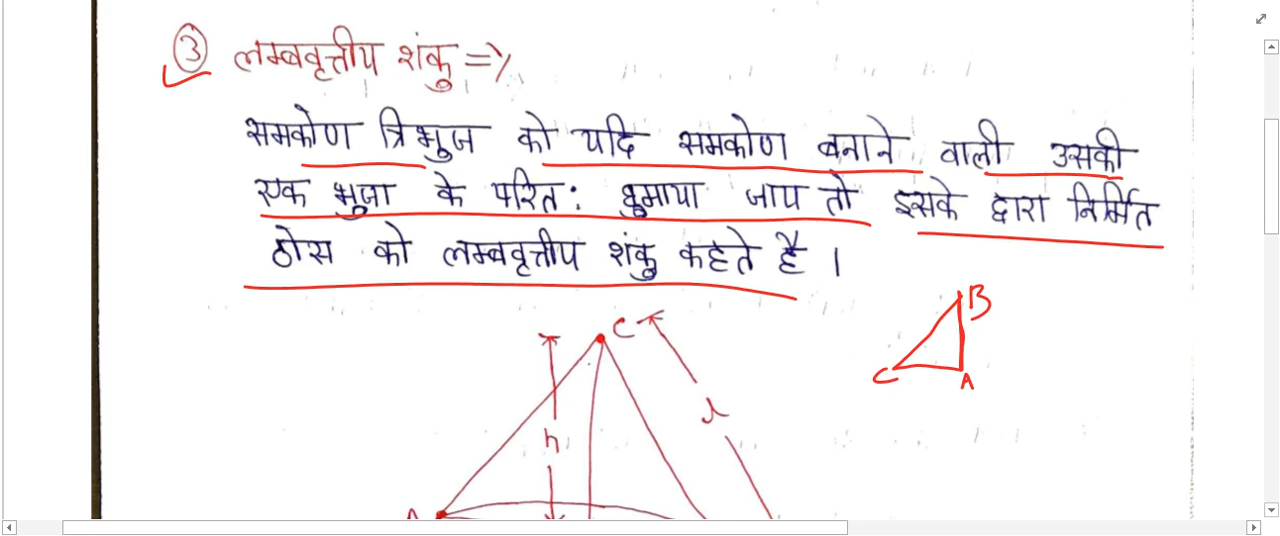 ③ लम्बवृत्तीय शंकु =>
समकोण त्रिभुज को यदि समकोण बनाने वाली उसकी
एक भुजा के परित: घुमाया जाय तो इसके द्वारा निर्मित
ठोस को लम्बवृत्तीय शंकु कहते है ।
B
C
C
A
l
h